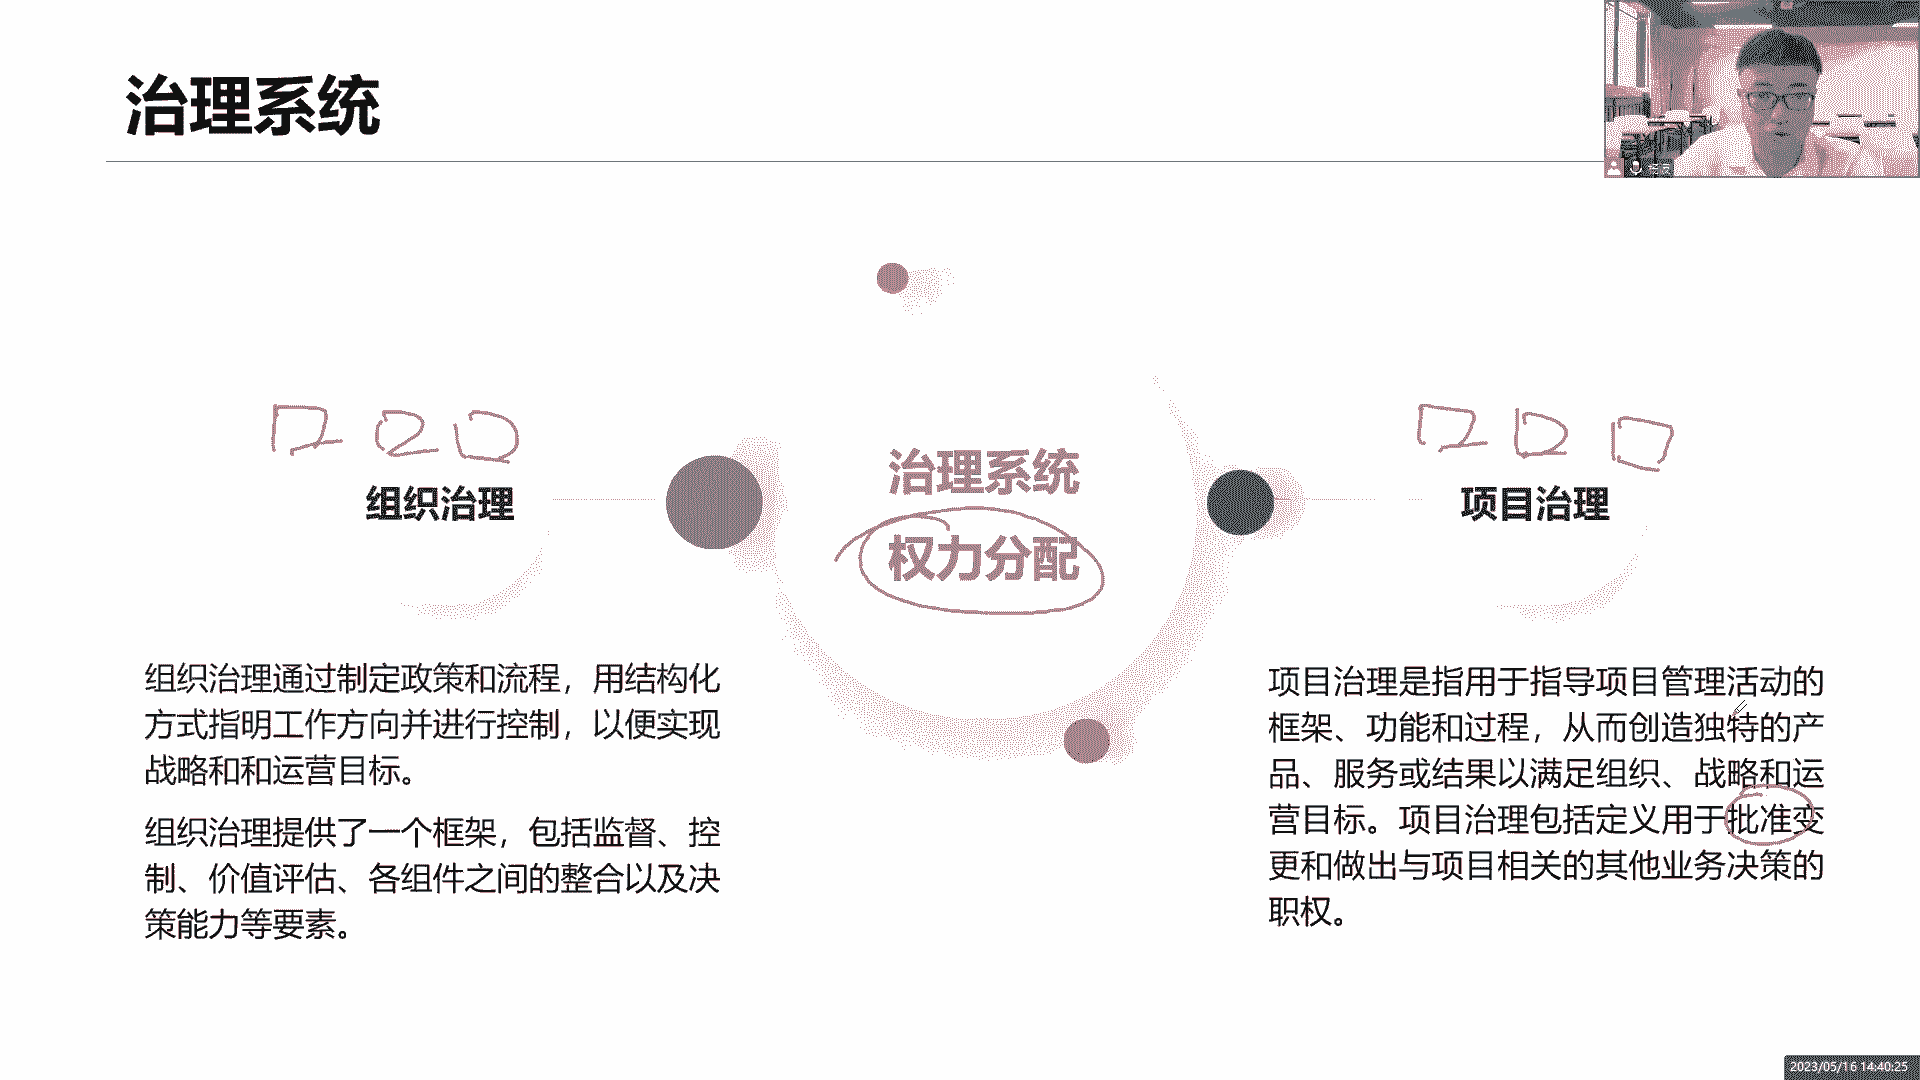 治理系统
组织治理
治理系统
权力分配
项目治理
组织治理通过制定政策和流程，用结构化
方式指明工作方向并进行控制，以便实现
战略和和运营目标。
组织治理提供了一个框架，包括监督、控
制、价值评估、各组件之间的整合以及决
策能力等要素。
项目治理是指用于指导项目管理活动的
框架、功能和过程，从而创造独特的产
品、服务或结果以满足组织、战略和运
营目标。项目治理包括定义用于批准变
更和做出与项目相关的其他业务决策的
职权。
2023/05/16 14:40:25